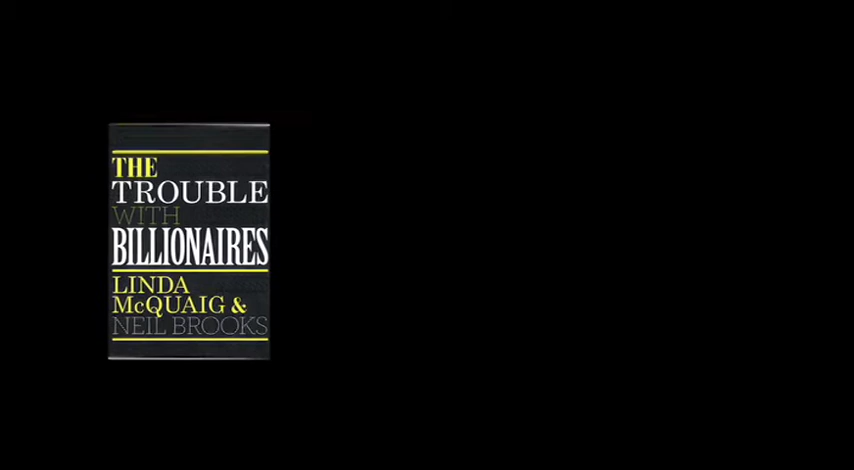 THE
TROUBLE
WITH
BILLIONAIRES
LINDA
McQUAIG &
NEIL BROOKS